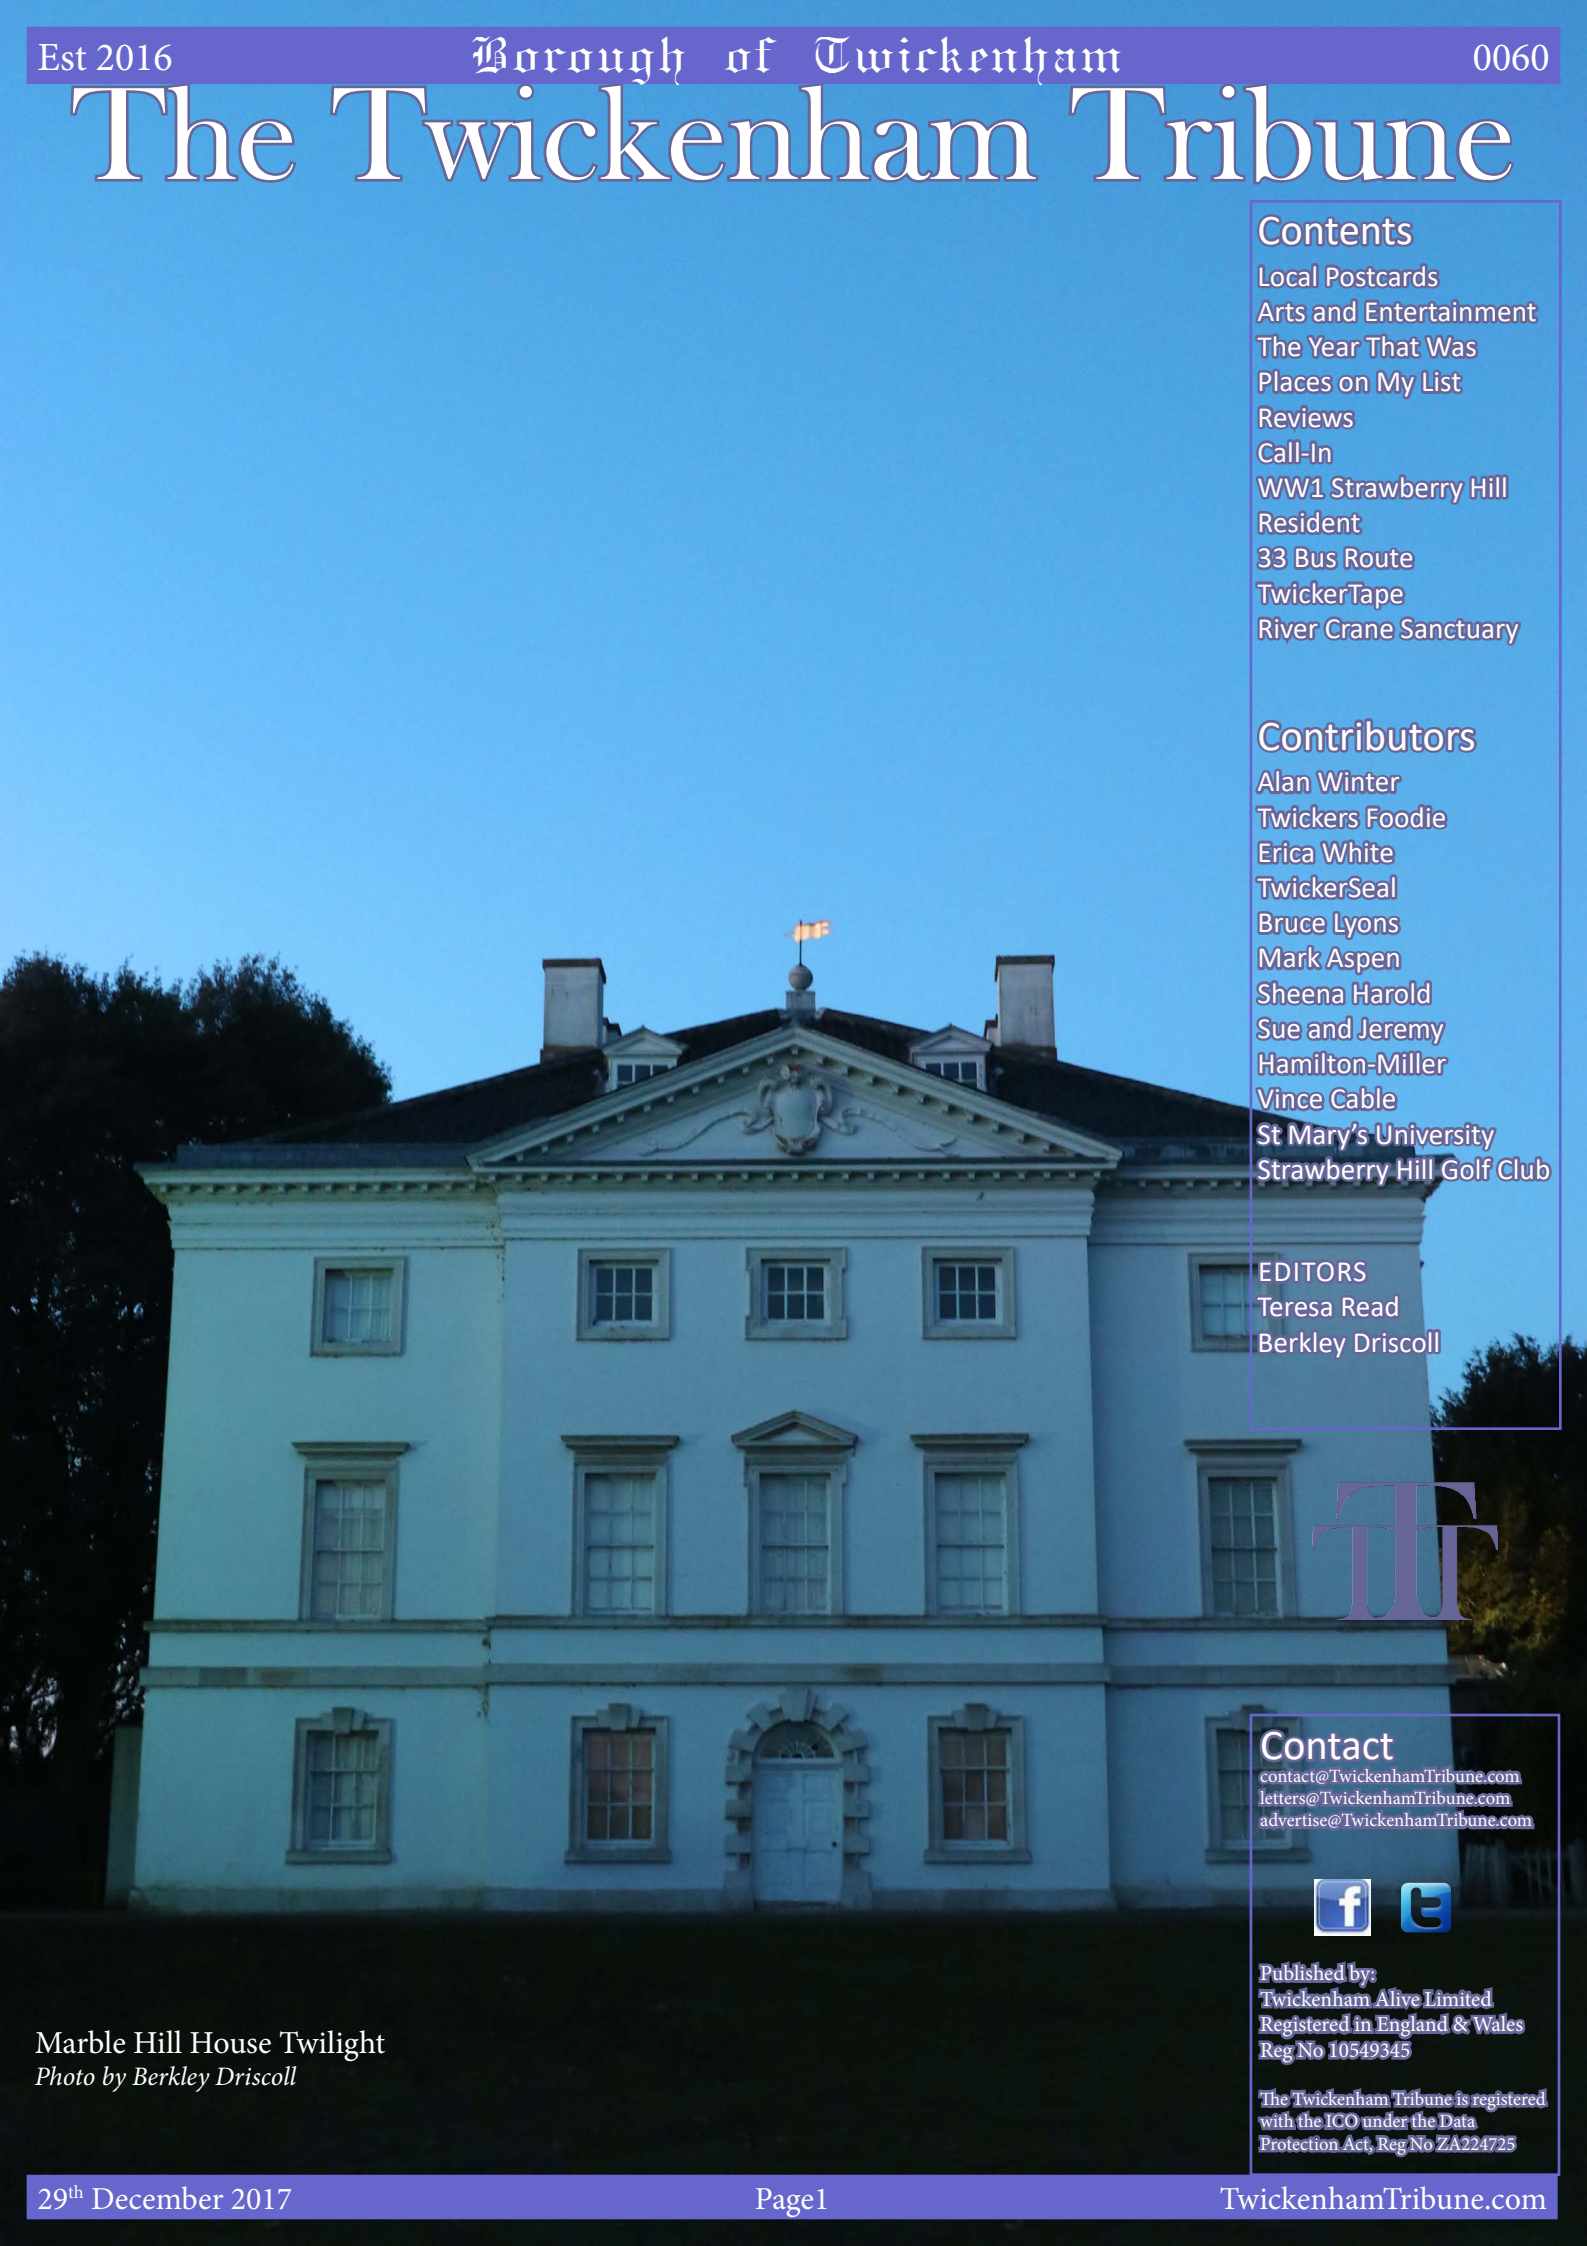 Est 2016
Borough of Twickenham
0060
The Twickenham Tribune
Contents
Local Postcards
Arts and Entertainment
The Year That Was
Places on My List
Reviews
Call-In
WW1 Strawberry Hill
Resident
33 Bus Route
TwickerTape
River Crane Sanctuary
Contributors
Alan Winter
Twickers Foodie
Erica White
TwickerSeal
Bruce Lyons
Mark Aspen
Sheena Harold
Sue and Jeremy
Hamilton-Miller
Vince Cable
St Mary's University
Strawberry Hill Golf Club
EDITORS
Teresa Read
Berkley Driscoll
TTT
Contact
contact@TwickenhamTribune.com
letters@TwickenhamTribune.com
advertise@TwickenhamTribune.com
f t
Published by:
Twickenham Alive Limited
Registered in England & Wales
Reg No 10549345
The Twickenham Tribune is registered
with the ICO under the Data
Protection Act, Reg No ZA224725
Marble Hill House Twilight
Photo by Berkley Driscoll
29th December 2017
Page1
TwickenhamTribune.com